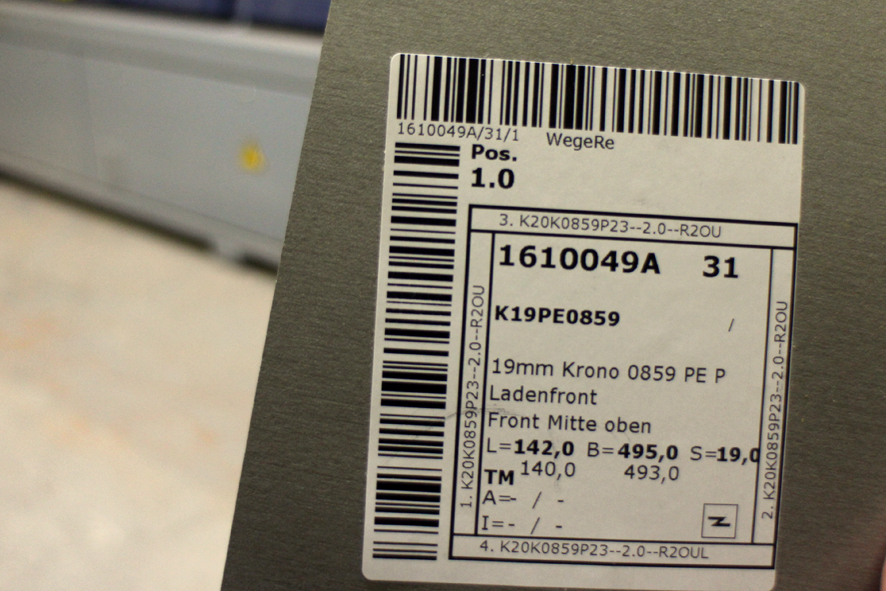 1610049A/31/1 WegeRe
Pos.
1.0
3. K20K0859P23--2.0--R2OU
1610049A 31
K19PE0859 /
19mm Krono 0859 PE P
Ladenfront
Front Mitte oben
L=142,0 B=495,0 S=19,0
TM 140,0 493,0
A=- / -
I=- / -
1. K20K0859P23--2.0--R2OU
2. K20K0859P23--2.0--R2OU
4. K20K0859P23--2.0--R2OUL